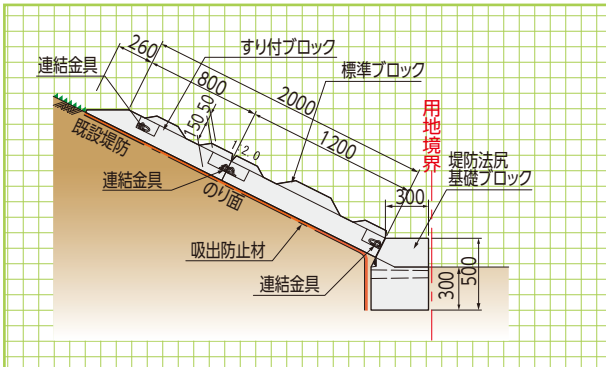 260
すり付ブロック
連結金具
800
標準ブロック
2000
150
50
1200
用地境界
既設堤防
1:2.0
堤防法尻
基礎ブロック
連結金具
のり面
300
吸出防止材
連結金具
300
500